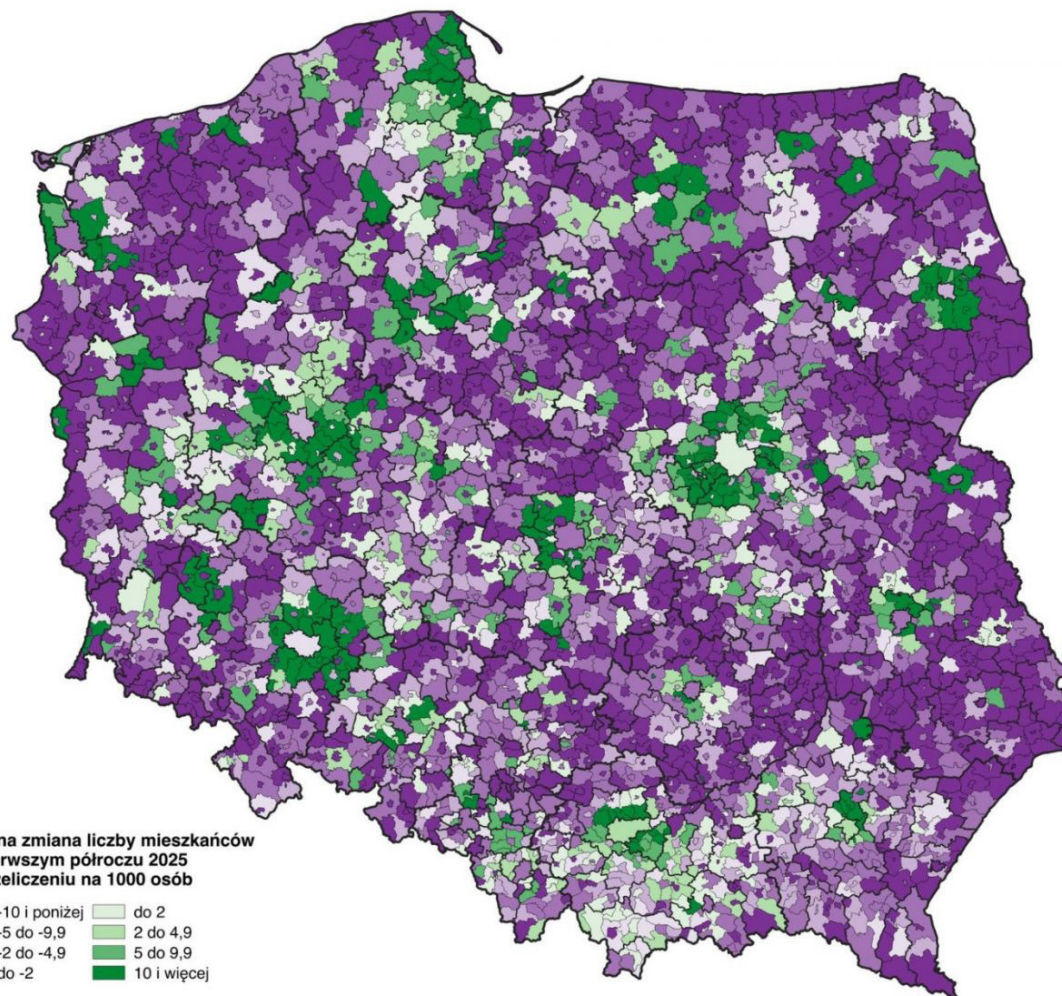 na zmiana liczby mieszkańców
rwszym półroczu 2025
eliczeniu na 1000 osób
-10 i poniżej do 2
-5 do -9,9 2 do 4,9
-2 do -4,9 5 do 9,9
do -2 10 i więcej